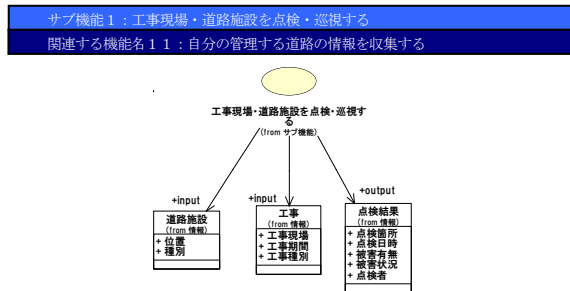 サブ機能１：工事現場・道路施設を点検・巡視する
関連する機能名１１：自分の管理する道路の情報を収集する
工事現場・道路施設を点検・巡視す
る
(from サブ機能)
+input
+input
+output
道路施設
(from 情報)
+ 位置
+ 種別
工事
(from 情報)
+ 工事現場
+ 工事期間
+ 工事種別
点検結果
(from 情報)
+ 点検箇所
+ 点検日時
+ 被害有無
+ 被害状況
+ 点検者